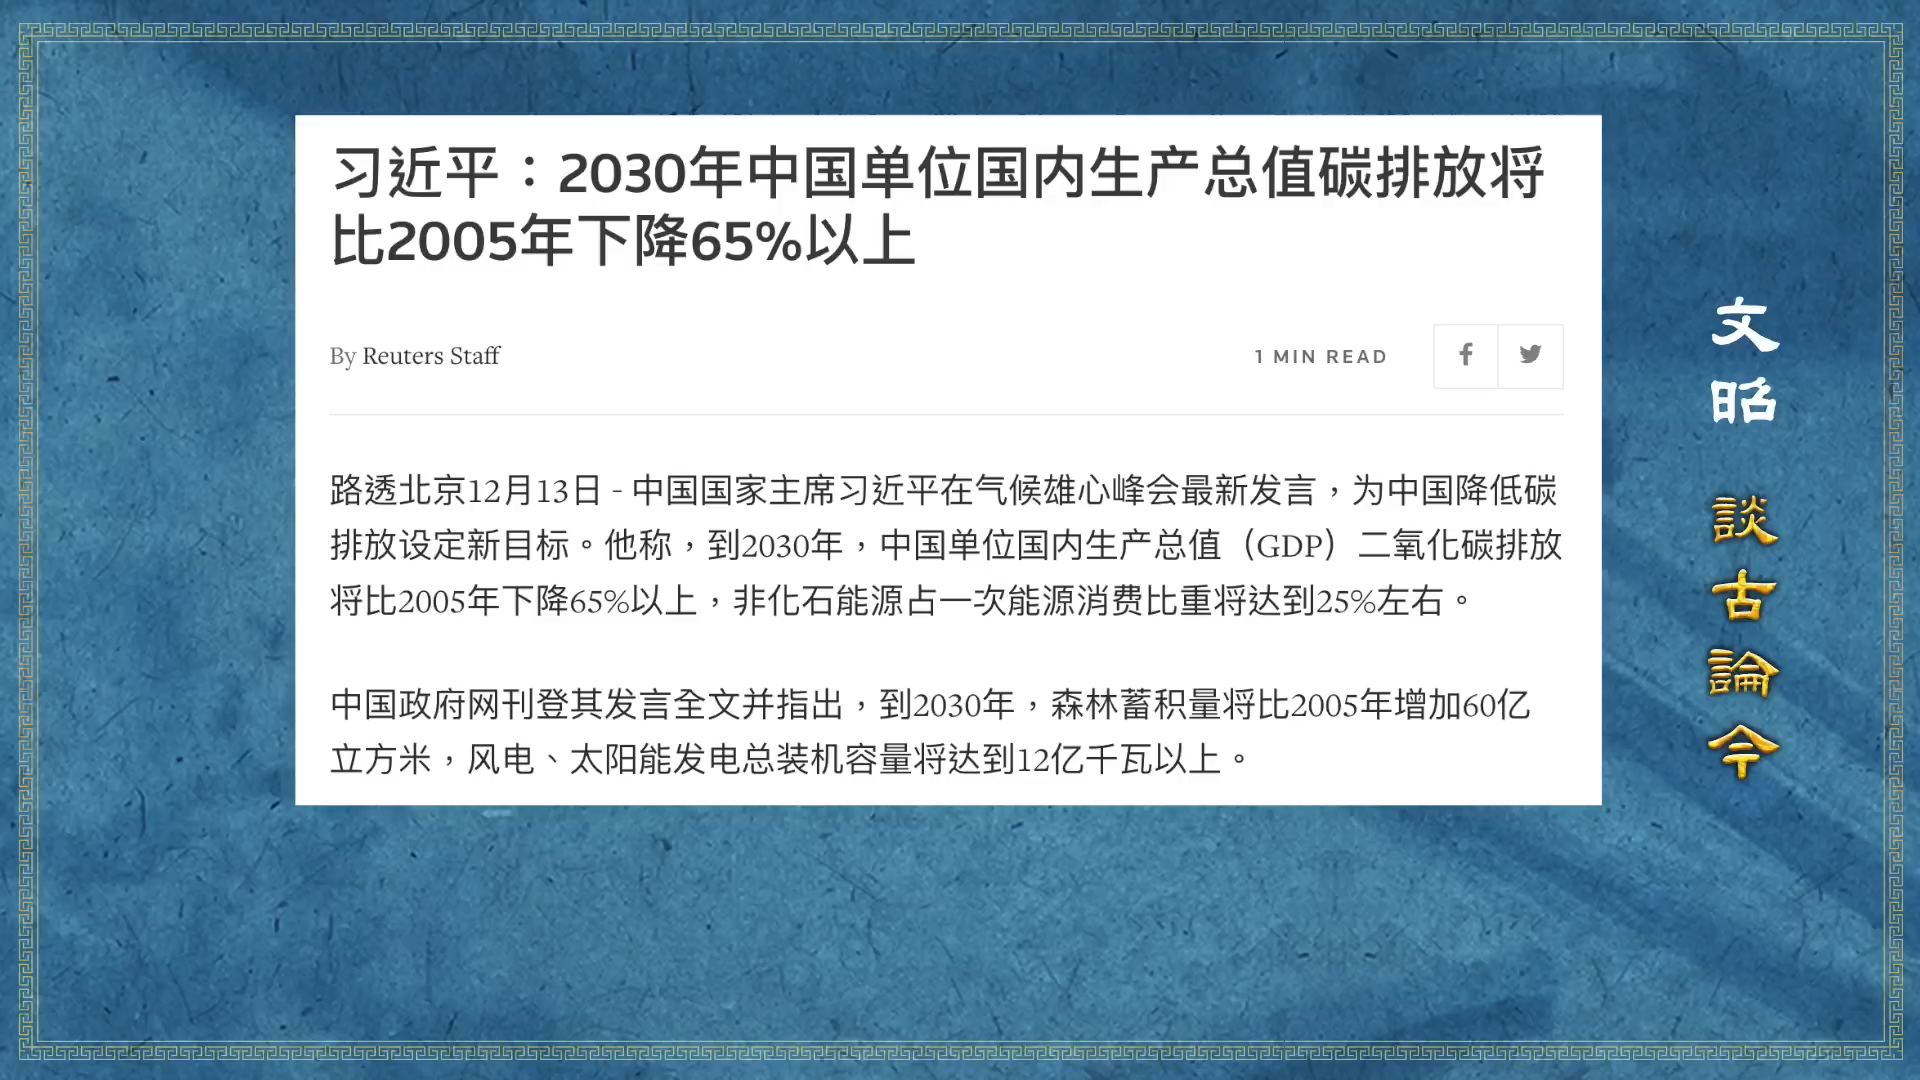 习近平：2030年中国单位国内生产总值碳排放将
比2005年下降65%以上
By Reuters Staff
1 MIN READ
路透北京12月13日 - 中国国家主席习近平在气候雄心峰会最新发言，为中国降低碳
排放设定新目标。他称，到2030年，中国单位国内生产总值（GDP）二氧化碳排放
将比2005年下降65%以上，非化石能源占一次能源消费比重将达到25%左右。
中国政府网刊登其发言全文并指出，到2030年，森林蓄积量将比2005年增加60亿
立方米，风电、太阳能发电总装机容量将达到12亿千瓦以上。
文昭
談古論今